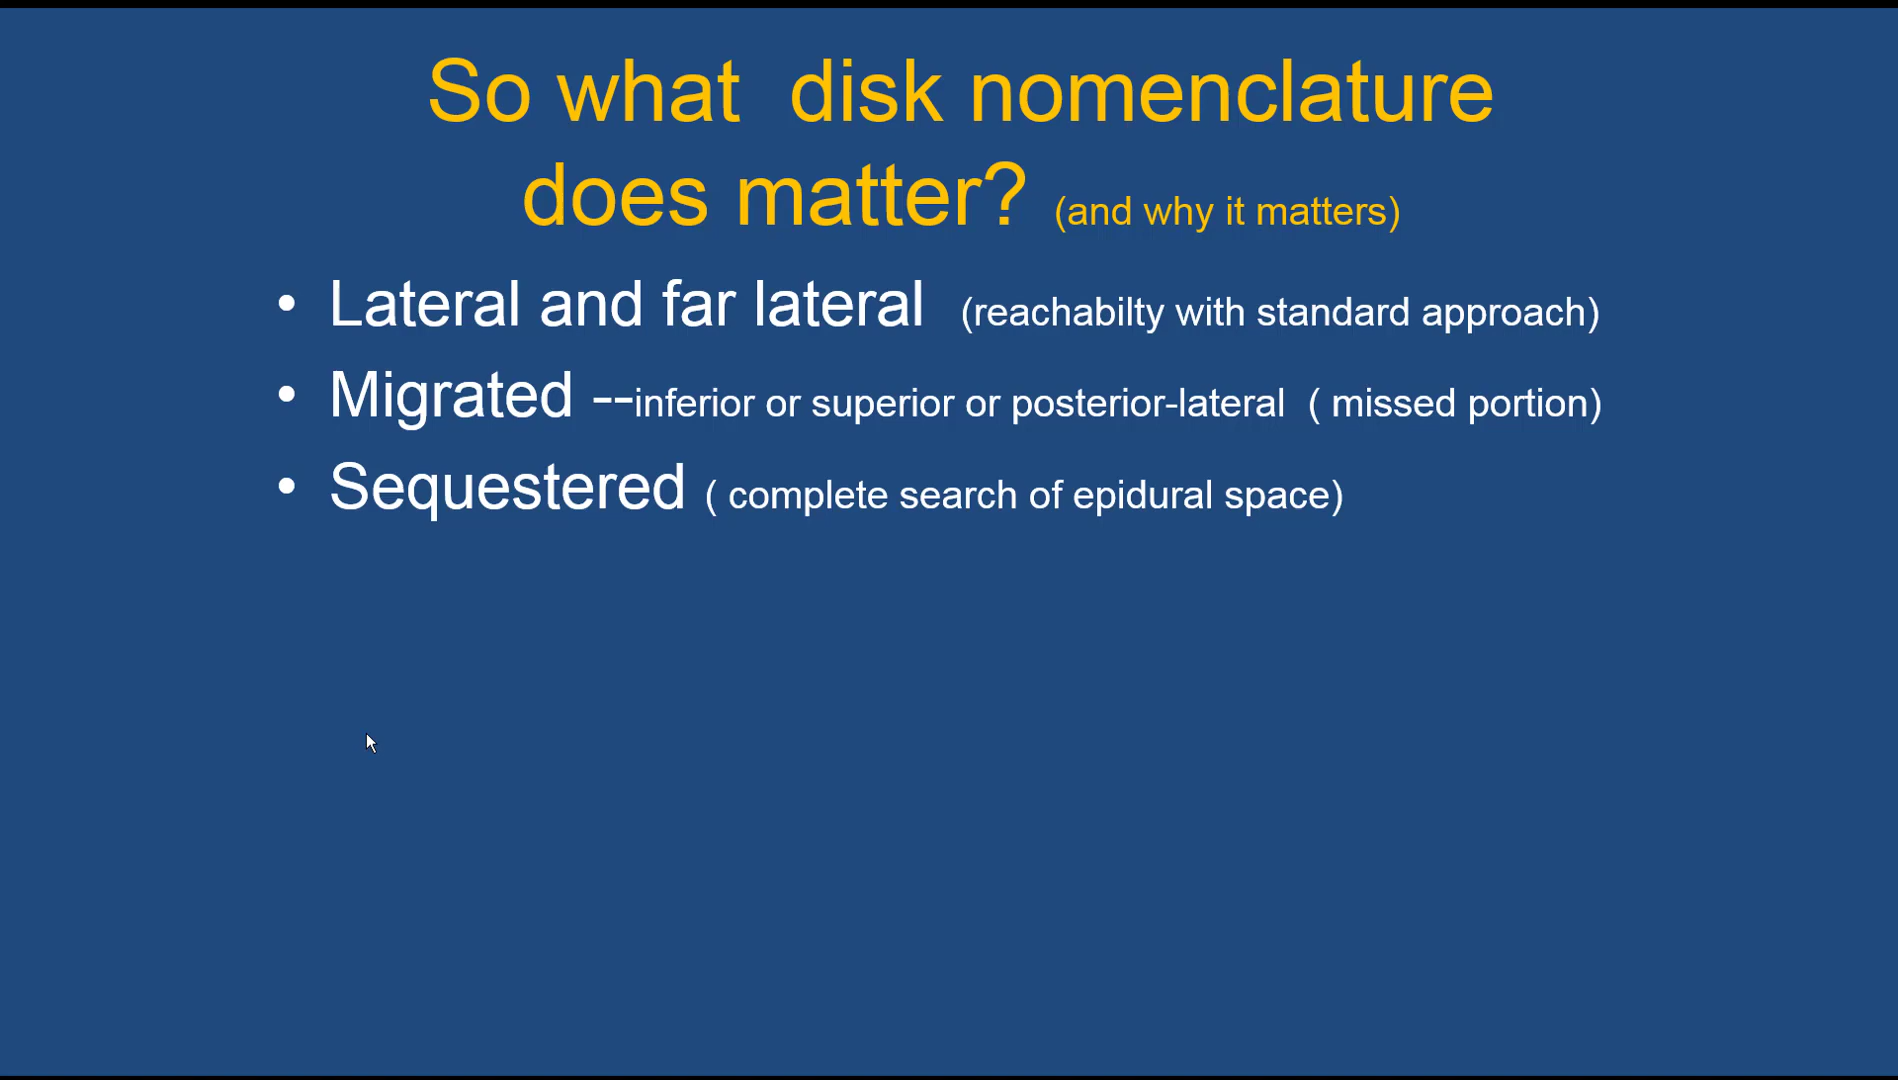 So what  disk nomenclature
does matter? (and why it matters)
• Lateral and far lateral  (reachabilty with standard approach)
• Migrated --inferior or superior or posterior-lateral  ( missed portion)
• Sequestered ( complete search of epidural space)